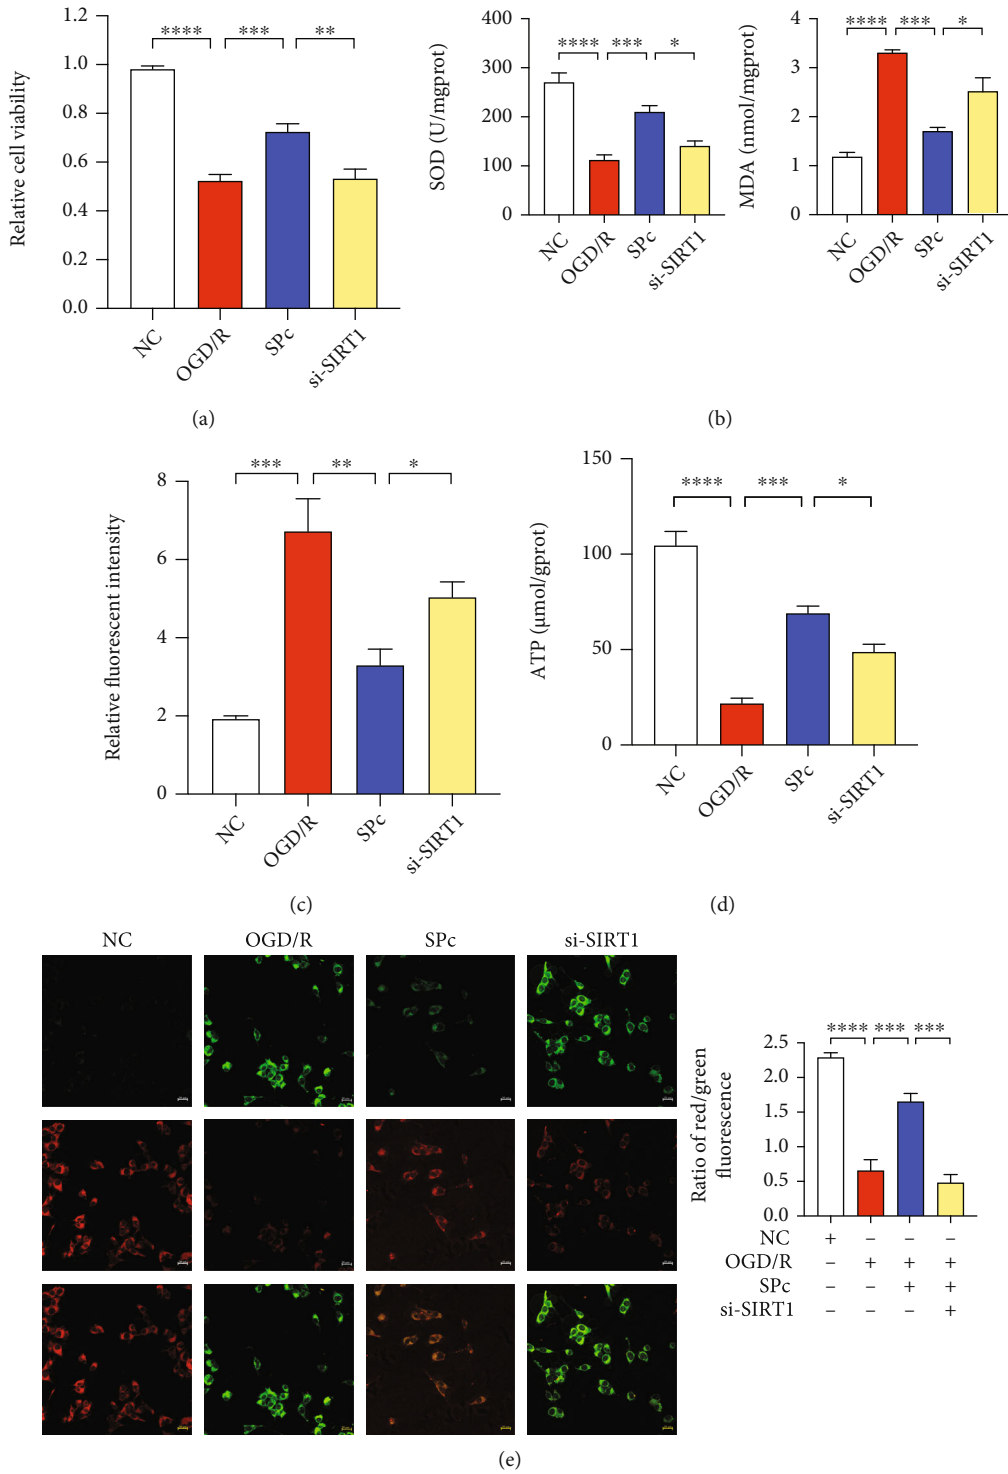 Relative cell viability
1.2
1.0
0.8
0.6
0.4
0.2
0.0
**** *** **
NC OGD/R SPc si-SIRT1
(a)
SOD (U/mgprot)
400
300
200
100
0
**** *** *
NC OGD/R SPc si-SIRT1
MDA (nmol/mgprot)
4
3
2
1
0
**** *** *
NC OGD/R SPc si-SIRT1
(b)
Relative fluorescent intensity
8
6
4
2
0
*** ** *
NC OGD/R SPc si-SIRT1
(c)
ATP (μmol/gprot)
150
100
50
0
**** *** *
NC OGD/R SPc si-SIRT1
(d)
NC OGD/R SPc si-SIRT1
Ratio of red/green
fluorescence
2.5
2.0
1.5
1.0
0.5
0.0
**** *** ***
NC + – – –
OGD/R – + + +
SPc – – + +
si-SIRT1 – – – +
(e)